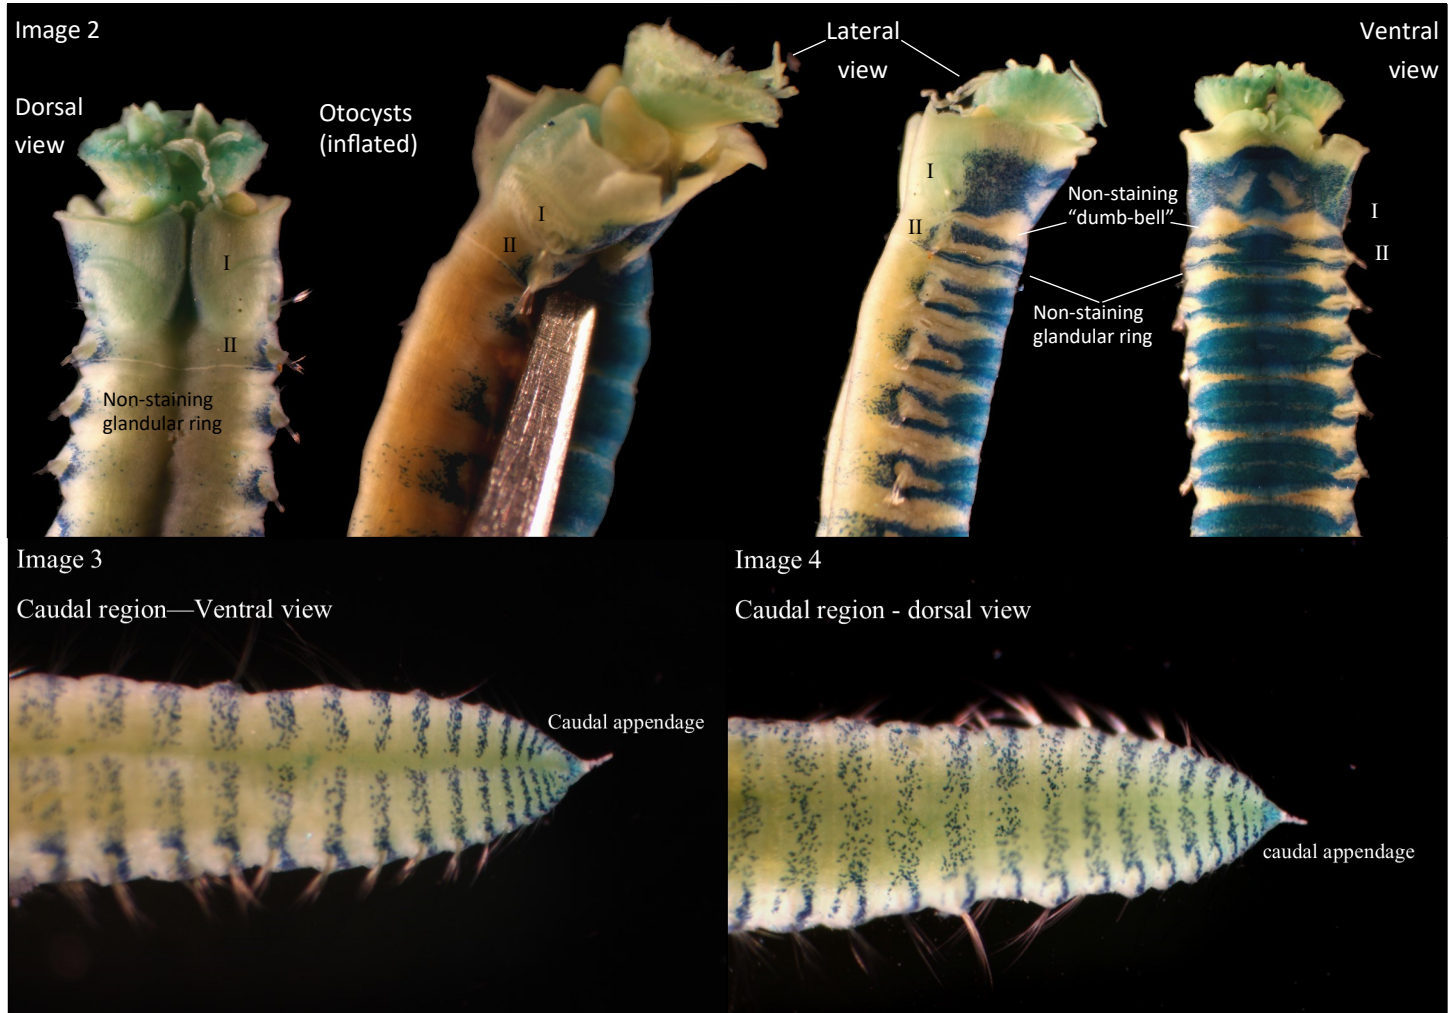 Image 2
Dorsal
view
Otocysts
(inflated)
Lateral
view
Ventral
view
I
II
Non-staining
glandular ring
I
II
I
II
Non-staining
“dumb-bell”
Non-staining
glandular ring
I
II
Image 3
Caudal region—Ventral view
Caudal appendage
Image 4
Caudal region - dorsal view
caudal appendage